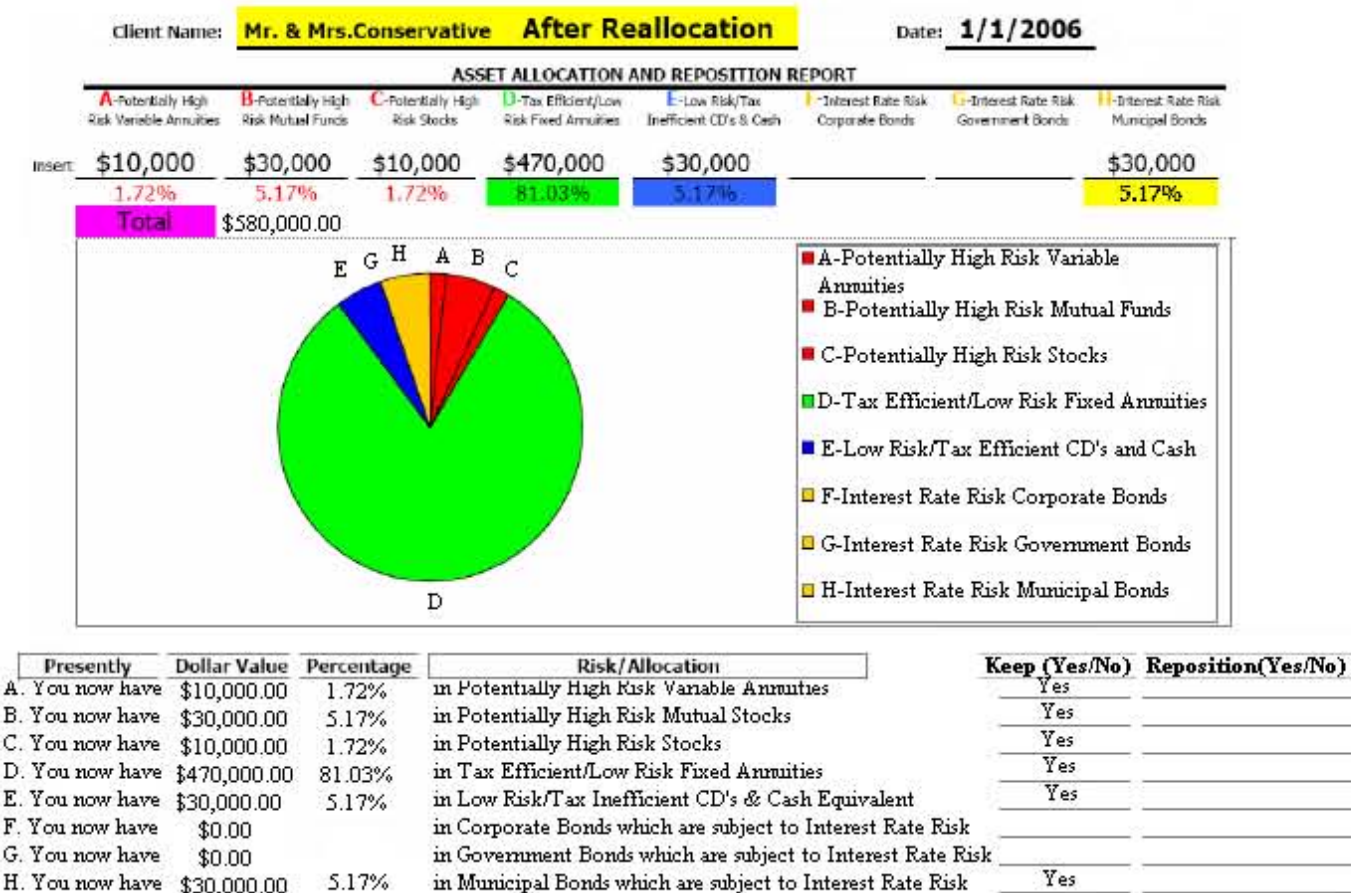 Client Name: Mr. & Mrs.Conservative After Reallocation Date: 1/1/2006
ASSET ALLOCATION AND REPOSITION REPORT
A-Potentially High Risk Variable Annuities
B-Potentially High Risk Mutual Funds
C-Potentially High Risk Stocks
D-Tax Efficient/Low Risk Fixed Annuities
E-Low Risk/Tax Inefficient CD's & Cash
F-Interest Rate Risk Corporate Bonds
G-Interest Rate Risk Government Bonds
H-Interest Rate Risk Municipal Bonds
Insert $10,000 $30,000 $10,000 $470,000 $30,000 $30,000
1.72% 5.17% 1.72% 81.03% 5.17% 5.17%
Total $580,000.00
E G H A B C
D
A-Potentially High Risk Variable
Annuities
B-Potentially High Risk Mutual Funds
C-Potentially High Risk Stocks
D-Tax Efficient/Low Risk Fixed Annuities
E-Low Risk/Tax Efficient CD's and Cash
F-Interest Rate Risk Corporate Bonds
G-Interest Rate Risk Government Bonds
H-Interest Rate Risk Municipal Bonds
Presently Dollar Value Percentage Risk/Allocation Keep (Yes/No) Reposition(Yes/No)
A. You now have $10,000.00 1.72% in Potentially High Risk Variable Annuities Yes
B. You now have $30,000.00 5.17% in Potentially High Risk Mutual Stocks Yes
C. You now have $10,000.00 1.72% in Potentially High Risk Stocks Yes
D. You now have $470,000.00 81.03% in Tax Efficient/Low Risk Fixed Annuities Yes
E. You now have $30,000.00 5.17% in Low Risk/Tax Inefficient CD's & Cash Equivalent Yes
F. You now have $0.00 in Corporate Bonds which are subject to Interest Rate Risk
G. You now have $0.00 in Government Bonds which are subject to Interest Rate Risk
H. You now have $30,000.00 5.17% in Municipal Bonds which are subject to Interest Rate Risk Yes